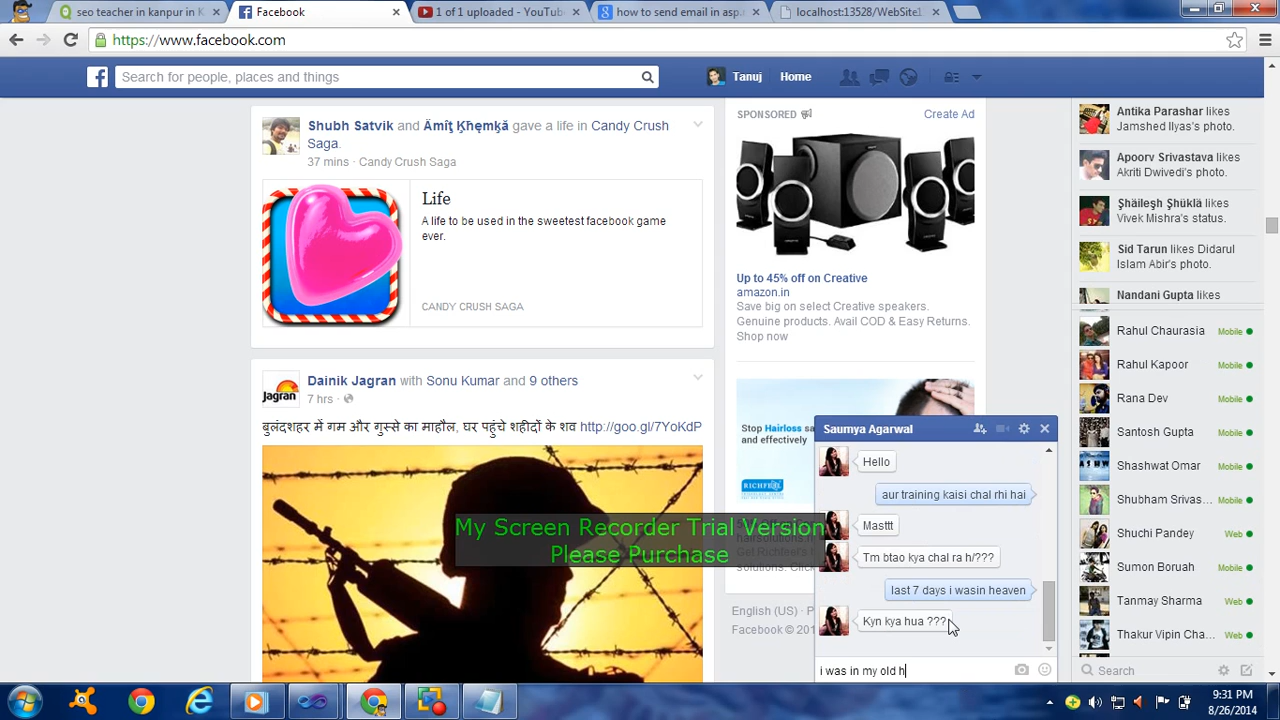 seo teacher in kanpur in K
Facebook
1 of 1 uploaded - YouTub
how to send email in asp.
localhost:13528/WebSite1
https://www.facebook.com
Search for people, places and things
Tanuj
Home
Shubh Satvik and Ämîţ Ķħęmķă gave a life in Candy Crush
Saga.
37 mins · Candy Crush Saga
Life
A life to be used in the sweetest facebook game
ever.
CANDY CRUSH SAGA
Dainik Jagran with Sonu Kumar and 9 others
7 hrs ·
Jagran
बुलंदशहर में गम और गुस्से का माहौल, घर पहुंचे शहीदों के शव http://goo.gl/7YoKdP
SPONSORED
Create Ad
Up to 45% off on Creative
amazon.in
Save big on select Creative speakers.
Genuine products. Avail COD & Easy Returns.
Shop now
Stop Hairloss
and effectively
RICHFEEL
Get Richfeel's
solutions. Clic
English (US) · P
Facebook © 201
My Screen Recorder Trial Version
Please Purchase
Saumya Agarwal
Hello
aur training kaisi chal rhi hai
Masttt
Tm btao kya chal ra h/???
last 7 days i wasin heaven
Kyn kya hua ???
i was in my old h
Antika Parashar likes
Jamshed Ilyas's photo.
Apoorv Srivastava likes
Akriti Dwivedi's photo.
Şhäileşh Şhüklä likes
Vivek Mishra's status.
Sid Tarun likes Didarul
Islam Abir's photo.
Nandani Gupta likes
Rahul Chaurasia Mobile
Rahul Kapoor Mobile
Rana Dev Mobile
Santosh Gupta Mobile
Shashwat Omar Mobile
Shubham Srivas... Mobile
Shuchi Pandey Web
Sumon Boruah Mobile
Tanmay Sharma Web
Thakur Vipin Cha... Web
Search
9:31 PM
8/26/2014